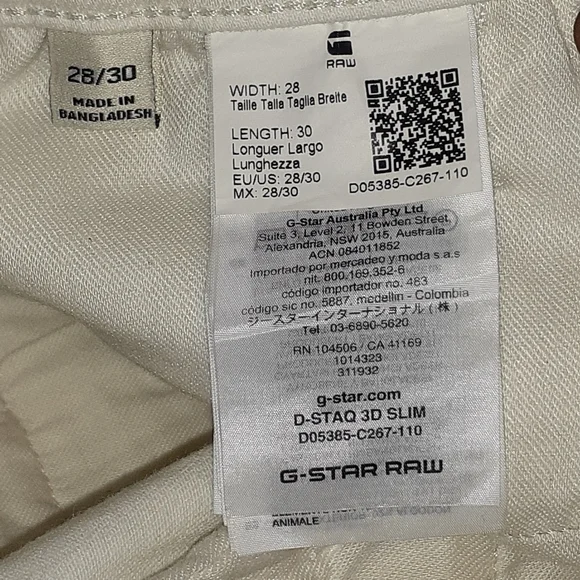 28/30
MADE IN
BANGLADESH
RAW
WIDTH: 28
Taille Talla Taglia Breite
LENGTH: 30
Longuer Largo
Lunghezza
EU/US: 28/30
MX: 28/30
D05385-C267-110
G-Star Australia Pty Ltd
Suite 3, Level 2, 11 Bowden Street,
Alexandria, NSW 2015, Australia
ACN 084011852
Importado por mercadeo y moda s.a.s
nit. 800.169.352-6
código importador no. 483
código sic no. 5887, medellin - Colombia
ジースターインターナショナル（株）
Tel. 03-6890-5620
RN 104506 / CA 41169
1014323
311932
g-star.com
D-STAQ 3D SLIM
D05385-C267-110
G-STAR RAW
ANIMALE